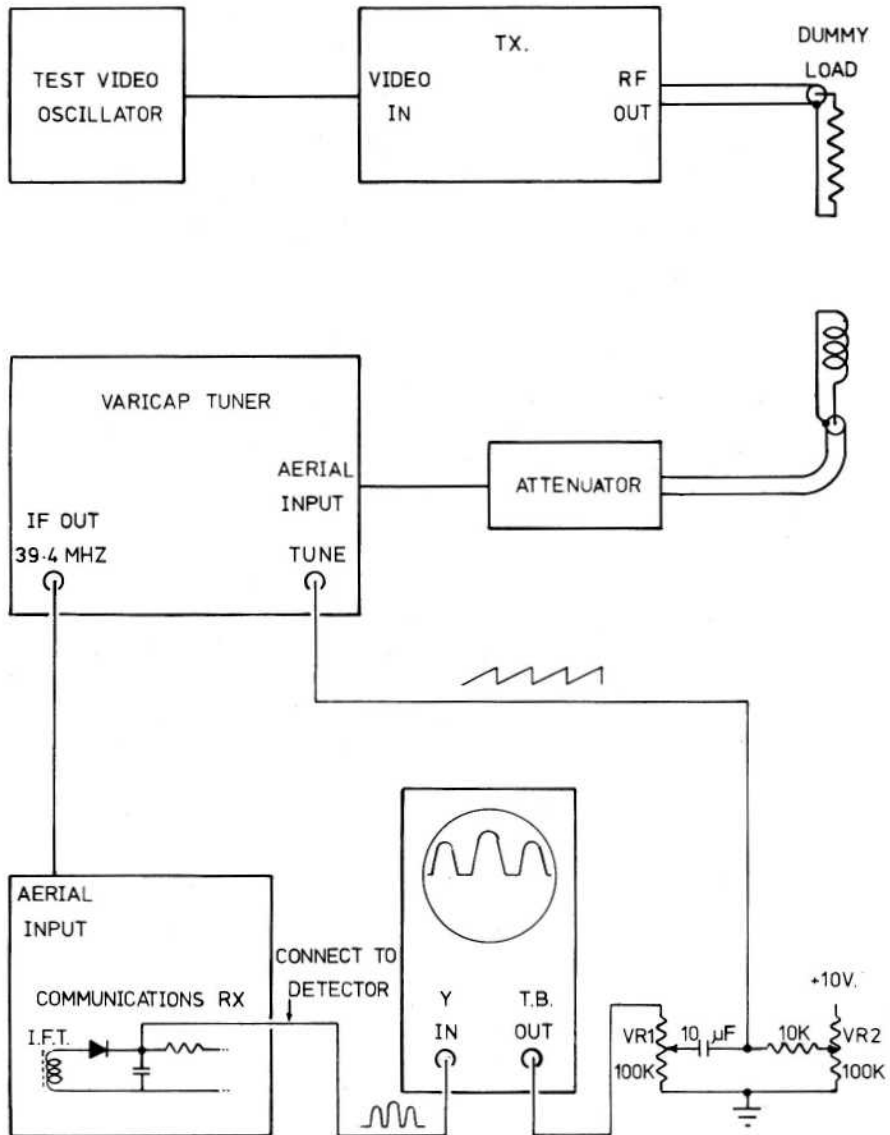 TEST VIDEO
OSCILLATOR
TX.
VIDEO
IN
RF
OUT
DUMMY
LOAD
VARICAP TUNER
AERIAL
INPUT
IF OUT
39·4 MHZ
TUNE
ATTENUATOR
AERIAL
INPUT
COMMUNICATIONS RX
I.F.T.
CONNECT TO
DETECTOR
Y
IN
T.B.
OUT
VR1
100K
10 µF
10K
+10V.
VR2
100K